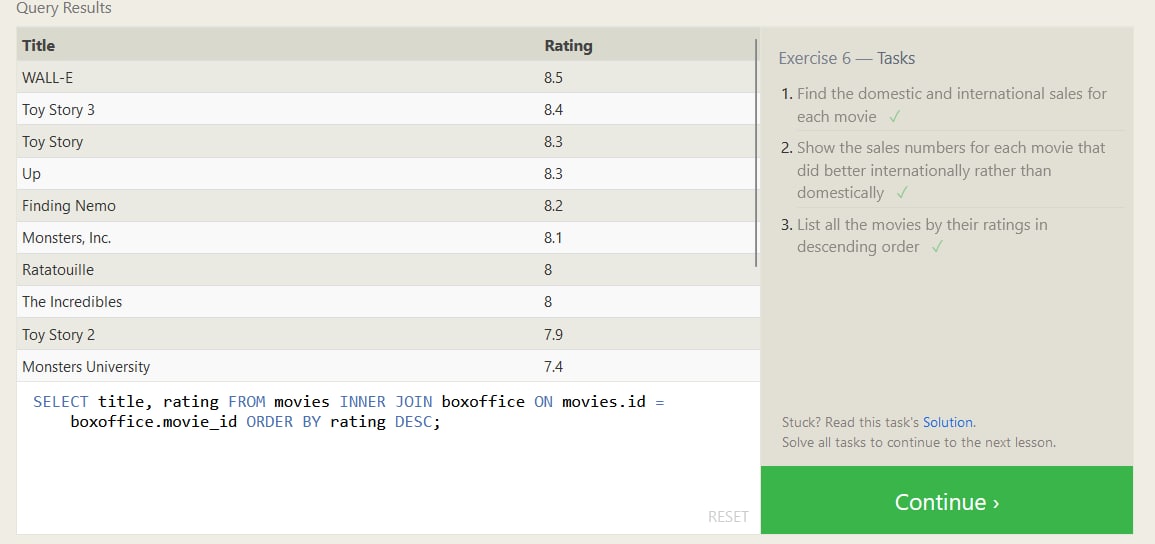 Query Results
Title Rating
WALL-E 8.5
Toy Story 3 8.4
Toy Story 8.3
Up 8.3
Finding Nemo 8.2
Monsters, Inc. 8.1
Ratatouille 8
The Incredibles 8
Toy Story 2 7.9
Monsters University 7.4
SELECT title, rating FROM movies INNER JOIN boxoffice ON movies.id =
boxoffice.movie_id ORDER BY rating DESC;
RESET
Exercise 6 — Tasks
1. Find the domestic and international sales for
each movie ✓
2. Show the sales numbers for each movie that
did better internationally rather than
domestically ✓
3. List all the movies by their ratings in
descending order ✓
Stuck? Read this task's Solution.
Solve all tasks to continue to the next lesson.
Continue ›